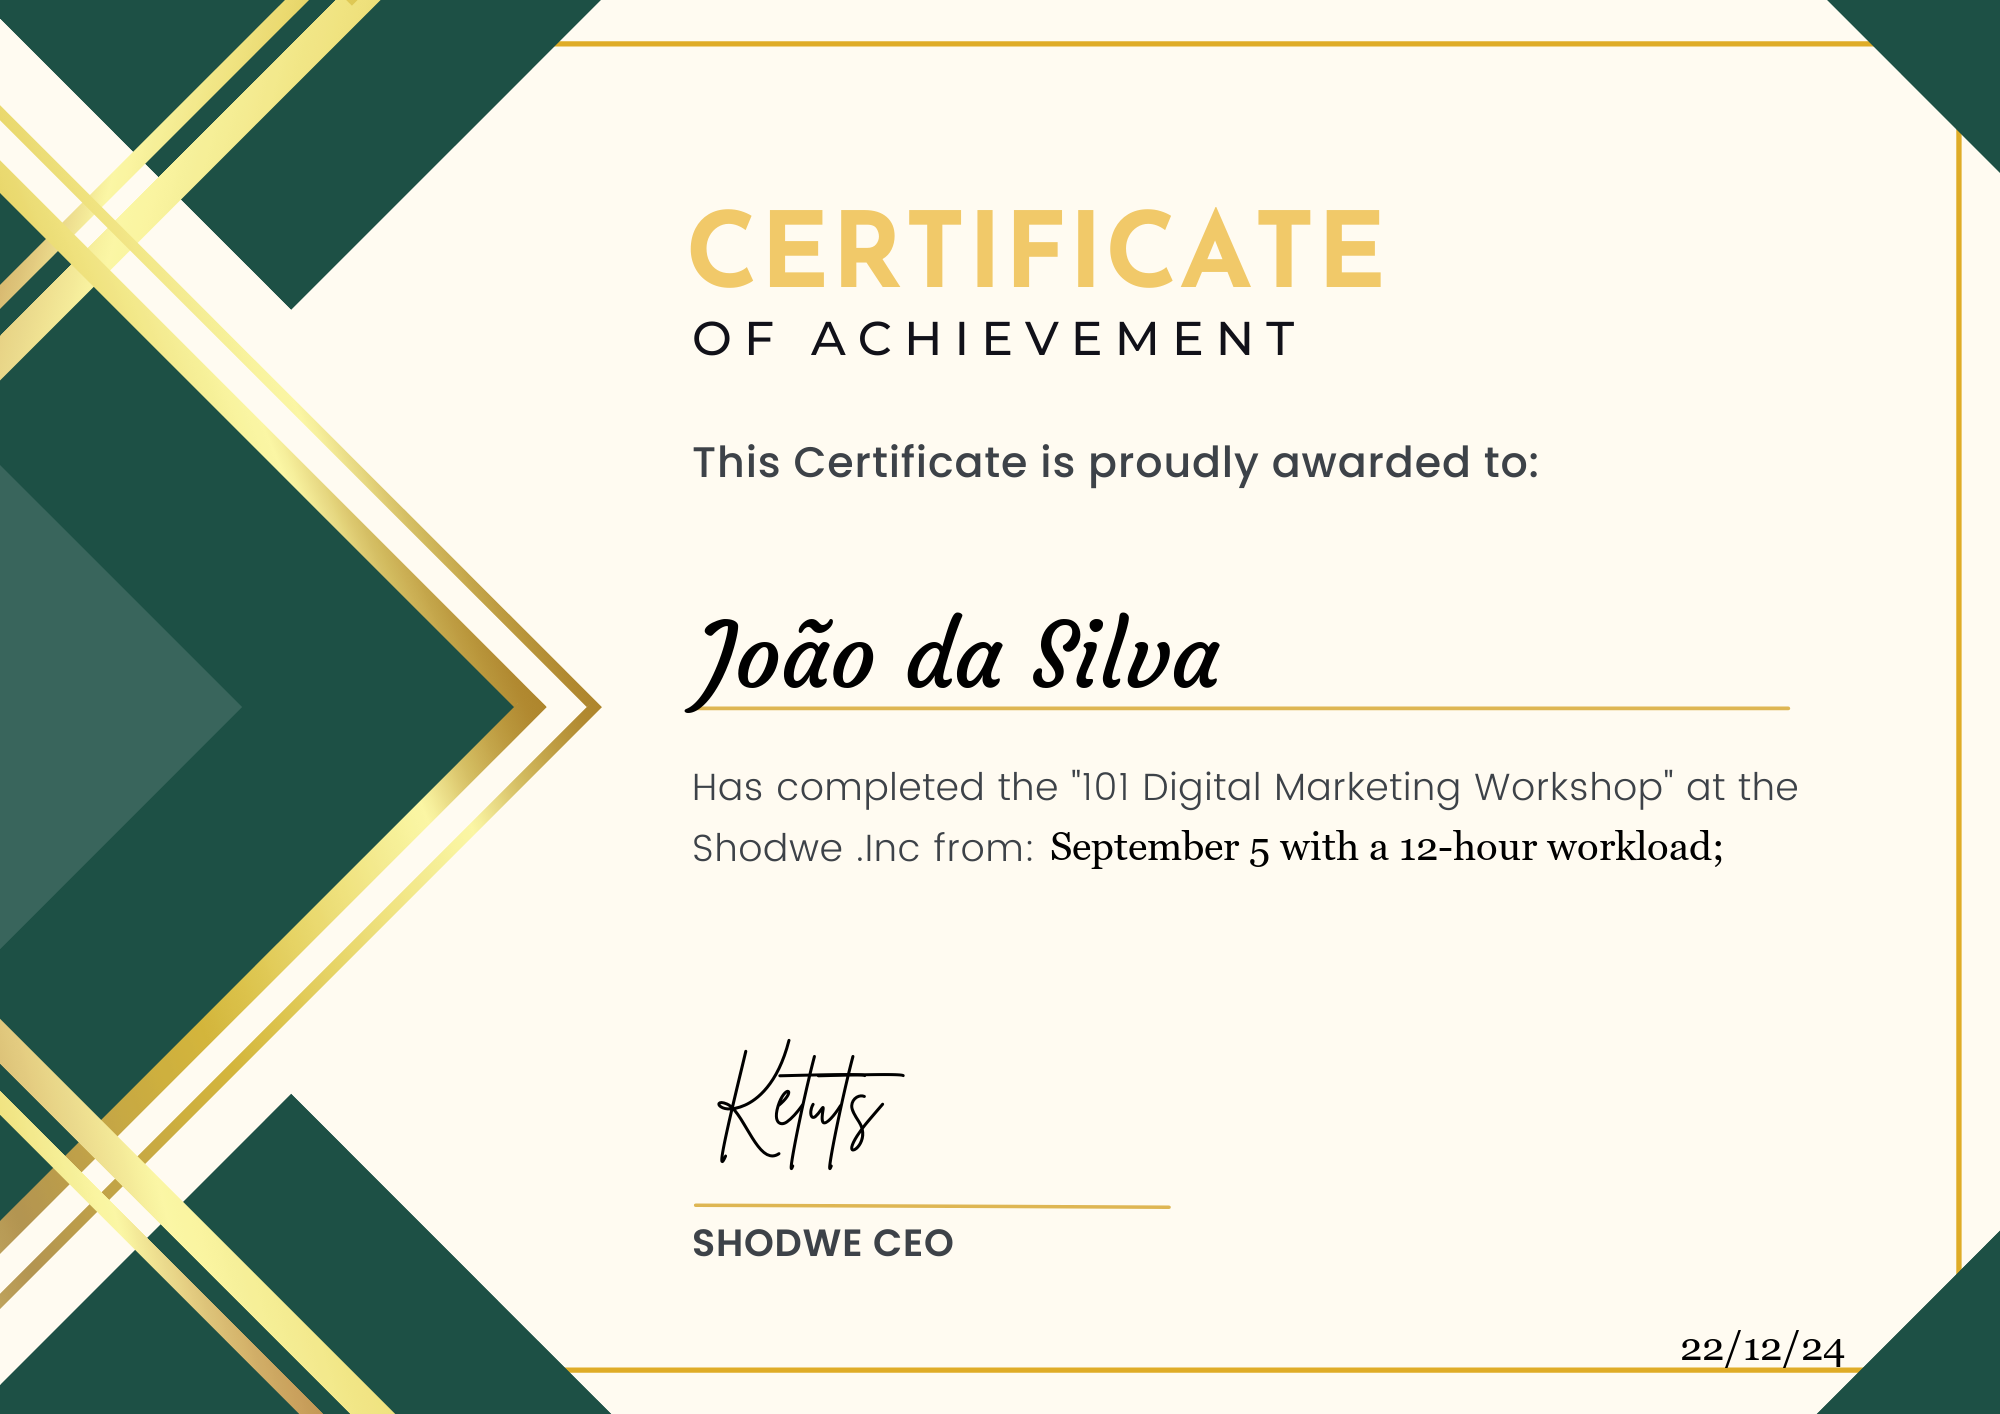 CERTIFICATE
OF ACHIEVEMENT
This Certificate is proudly awarded to:
João da Silva
Has completed the "101 Digital Marketing Workshop" at the
Shodwe .Inc from: September 5 with a 12-hour workload;
Ketuts
SHODWE CEO
22/12/24